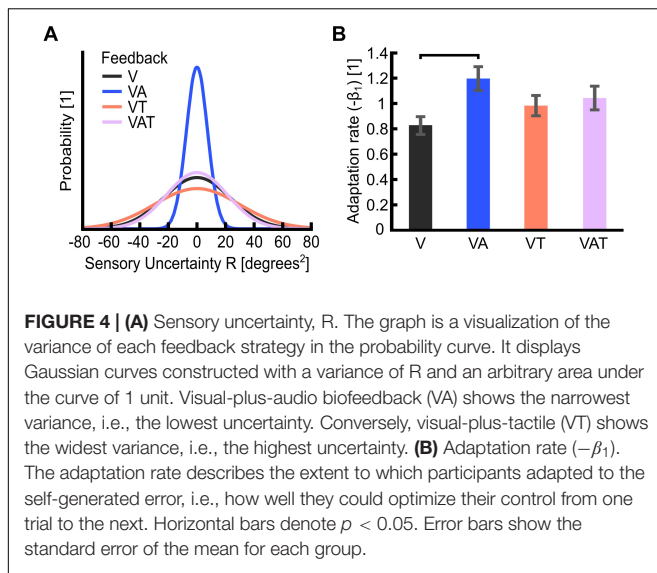 A
Feedback
V
VA
VT
VAT
Probability [1]
-80 -60 -40 -20 0 20 40 60 80
Sensory Uncertainty R [degrees²]
B
Adaptation rate (-β₁) [1]
1.4
1.2
1
0.8
0.6
0.4
0.2
0
V VA VT VAT
FIGURE 4 | (A) Sensory uncertainty, R. The graph is a visualization of the
variance of each feedback strategy in the probability curve. It displays
Gaussian curves constructed with a variance of R and an arbitrary area under
the curve of 1 unit. Visual-plus-audio biofeedback (VA) shows the narrowest
variance, i.e., the lowest uncertainty. Conversely, visual-plus-tactile (VT) shows
the widest variance, i.e., the highest uncertainty. (B) Adaptation rate (−β₁).
The adaptation rate describes the extent to which participants adapted to the
self-generated error, i.e., how well they could optimize their control from one
trial to the next. Horizontal bars denote p < 0.05. Error bars show the
standard error of the mean for each group.